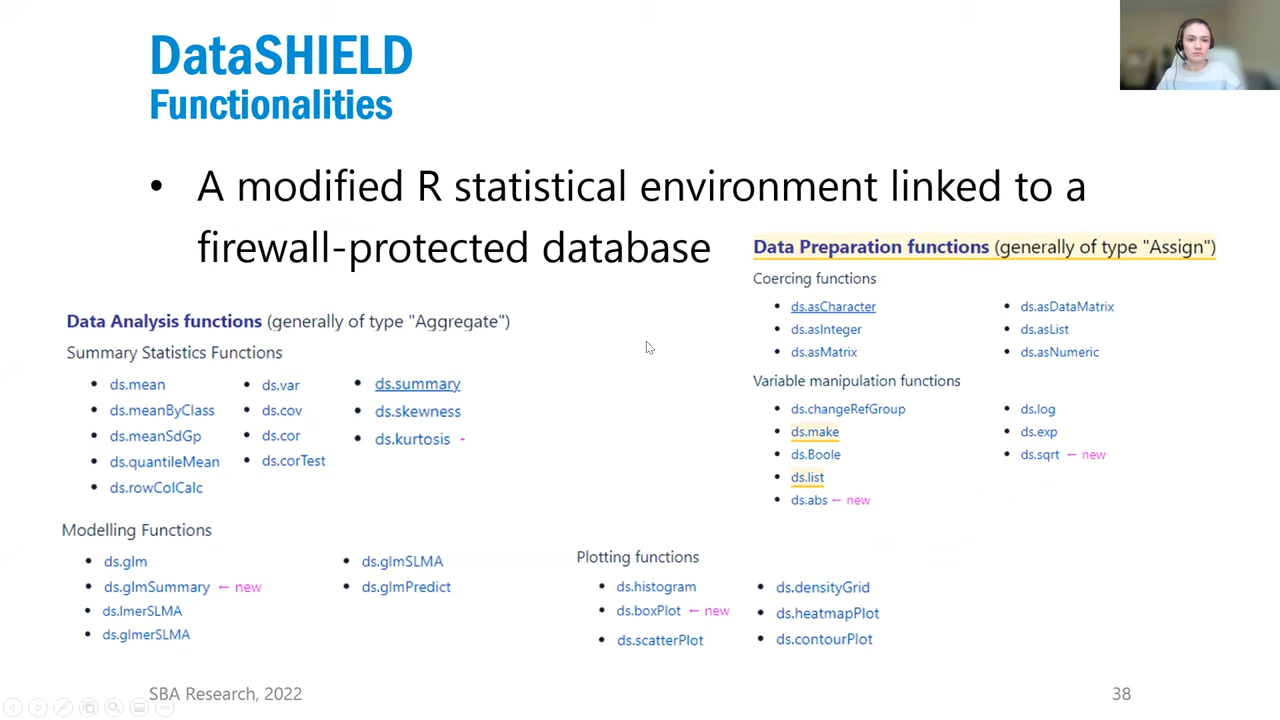 DataSHIELD
Functionalities
• A modified R statistical environment linked to a
firewall-protected database
Data Preparation functions (generally of type "Assign")
Coercing functions
• ds.asCharacter
• ds.asInteger
• ds.asMatrix
• ds.asDataMatrix
• ds.asList
• ds.asNumeric
Variable manipulation functions
• ds.changeRefGroup
• ds.make
• ds.Boole
• ds.list
• ds.abs ← new
• ds.log
• ds.exp
• ds.sqrt ← new
Data Analysis functions (generally of type "Aggregate")
Summary Statistics Functions
• ds.mean
• ds.meanByClass
• ds.meanSdGp
• ds.quantileMean
• ds.rowColCalc
• ds.var
• ds.cov
• ds.cor
• ds.corTest
• ds.summary
• ds.skewness
• ds.kurtosis
Modelling Functions
• ds.glm
• ds.glmSummary ← new
• ds.lmerSLMA
• ds.glmerSLMA
• ds.glmSLMA
• ds.glmPredict
Plotting functions
• ds.histogram
• ds.boxPlot ← new
• ds.scatterPlot
• ds.densityGrid
• ds.heatmapPlot
• ds.contourPlot
SBA Research, 2022
38